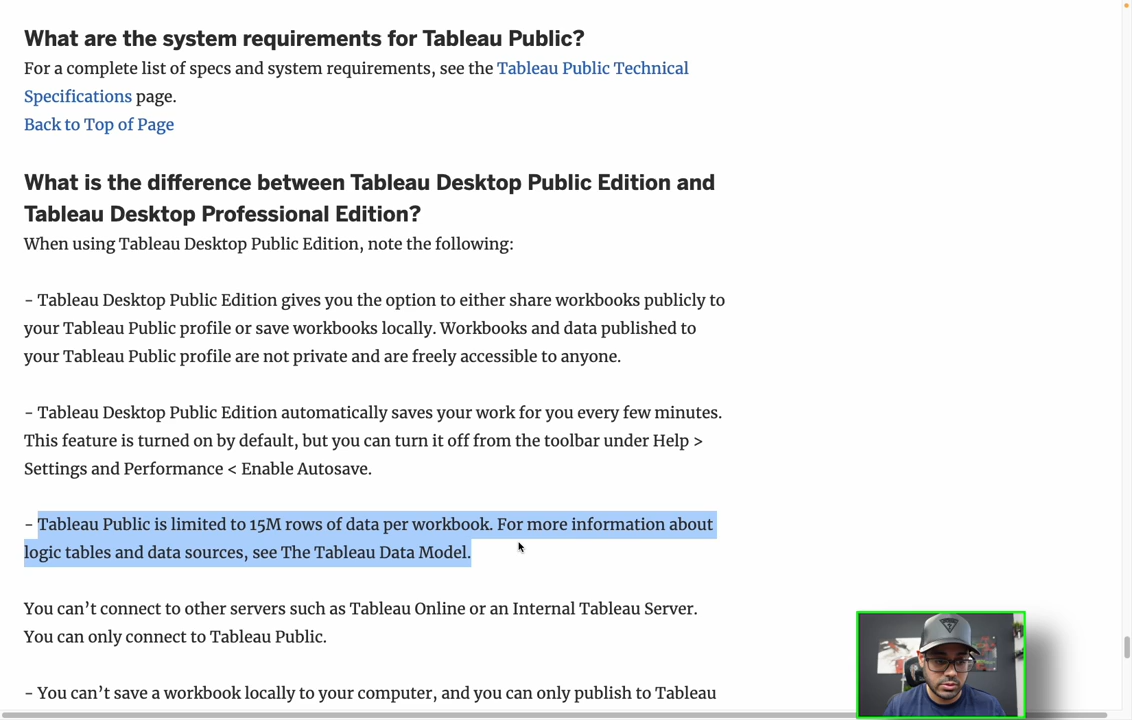 What are the system requirements for Tableau Public?
For a complete list of specs and system requirements, see the Tableau Public Technical
Specifications page.
Back to Top of Page
What is the difference between Tableau Desktop Public Edition and
Tableau Desktop Professional Edition?
When using Tableau Desktop Public Edition, note the following:
- Tableau Desktop Public Edition gives you the option to either share workbooks publicly to
your Tableau Public profile or save workbooks locally. Workbooks and data published to
your Tableau Public profile are not private and are freely accessible to anyone.
- Tableau Desktop Public Edition automatically saves your work for you every few minutes.
This feature is turned on by default, but you can turn it off from the toolbar under Help >
Settings and Performance < Enable Autosave.
- Tableau Public is limited to 15M rows of data per workbook. For more information about
logic tables and data sources, see The Tableau Data Model.
You can’t connect to other servers such as Tableau Online or an Internal Tableau Server.
You can only connect to Tableau Public.
- You can’t save a workbook locally to your computer, and you can only publish to Tableau